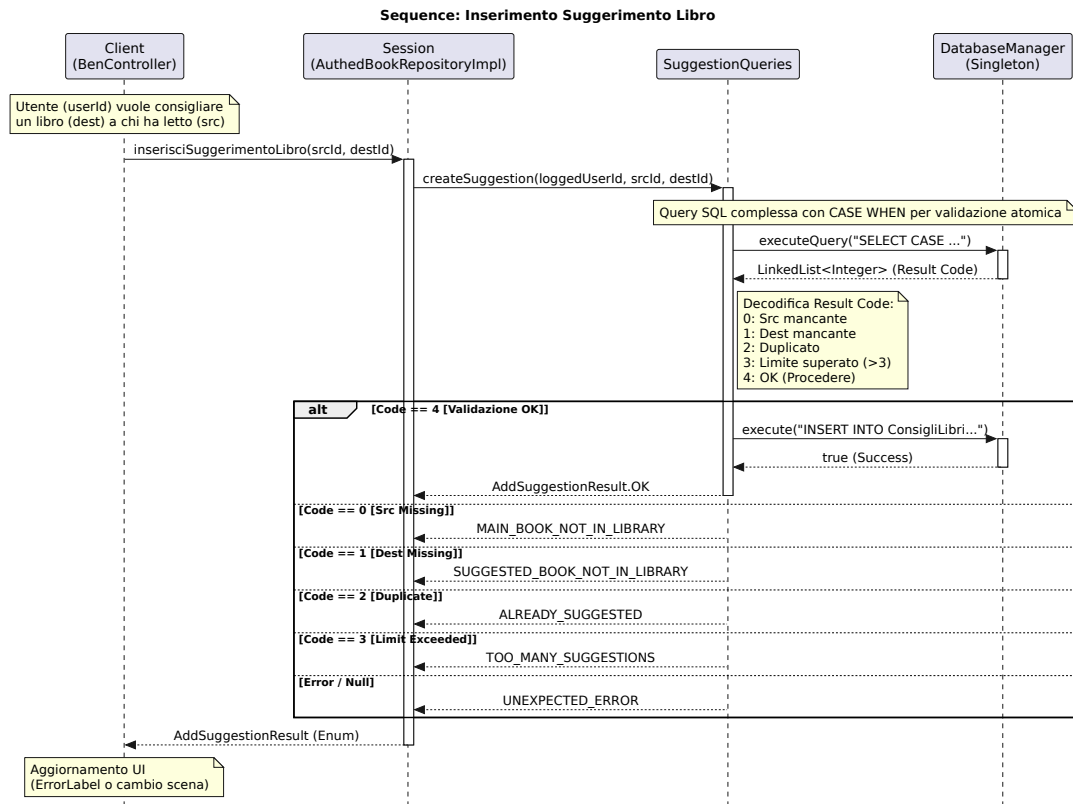 Sequence: Inserimento Suggerimento Libro
Client
(BenController)
Session
(AuthedBookRepositoryImpl)
SuggestionQueries
DatabaseManager
(Singleton)
Utente (userId) vuole consigliare
un libro (dest) a chi ha letto (src)
inserisciSuggerimentoLibro(srcId, destId)
createSuggestion(loggedUserId, srcId, destId)
Query SQL complessa con CASE WHEN per validazione atomica
executeQuery("SELECT CASE ...")
LinkedList<Integer> (Result Code)
Decodifica Result Code:
0: Src mancante
1: Dest mancante
2: Duplicato
3: Limite superato (>3)
4: OK (Procedere)
alt
[Code == 4 [Validazione OK]]
execute("INSERT INTO ConsigliLibri...")
true (Success)
AddSuggestionResult.OK
[Code == 0 [Src Missing]]
MAIN_BOOK_NOT_IN_LIBRARY
[Code == 1 [Dest Missing]]
SUGGESTED_BOOK_NOT_IN_LIBRARY
[Code == 2 [Duplicate]]
ALREADY_SUGGESTED
[Code == 3 [Limit Exceeded]]
TOO_MANY_SUGGESTIONS
[Error / Null]
UNEXPECTED_ERROR
AddSuggestionResult (Enum)
Aggiornamento UI
(ErrorLabel o cambio scena)